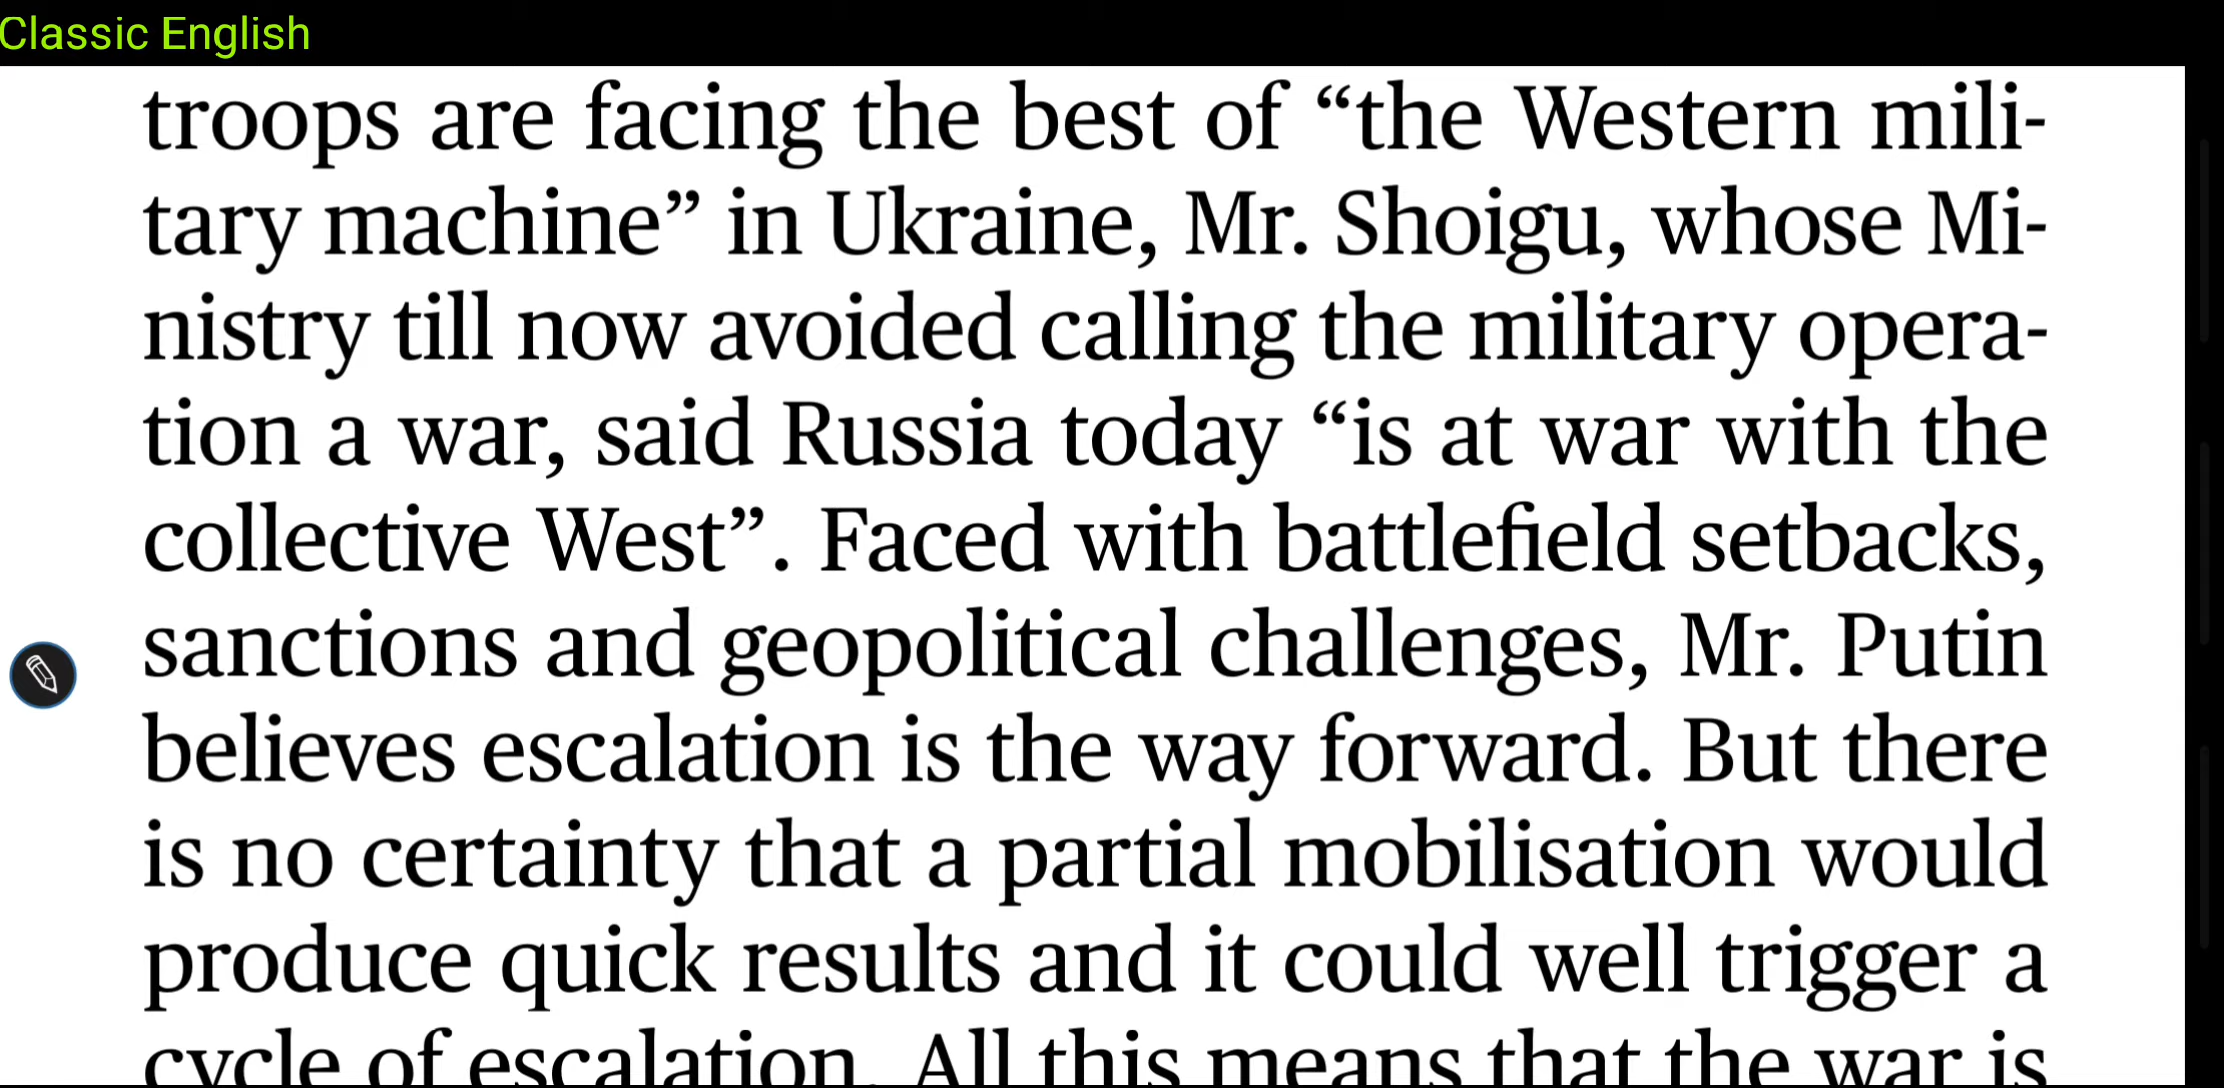 Classic English
troops are facing the best of “the Western mili-
tary machine” in Ukraine, Mr. Shoigu, whose Mi-
nistry till now avoided calling the military opera-
tion a war, said Russia today “is at war with the
collective West”. Faced with battlefield setbacks,
sanctions and geopolitical challenges, Mr. Putin
believes escalation is the way forward. But there
is no certainty that a partial mobilisation would
produce quick results and it could well trigger a
cycle of escalation. All this means that the war is